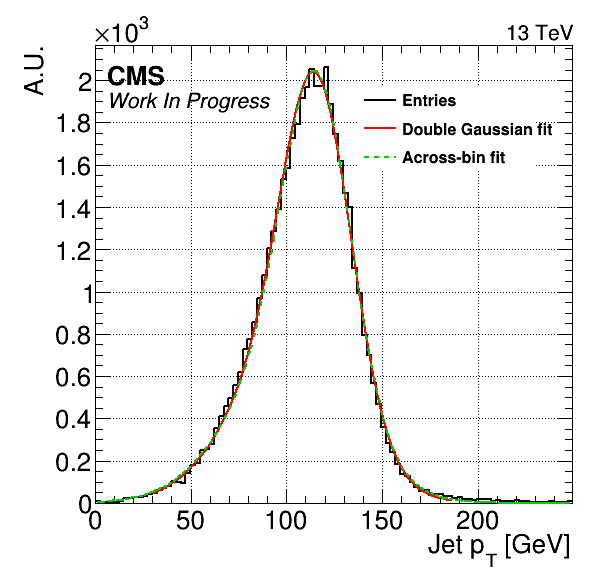 ×10³
13 TeV
A.U.
CMS
Work In Progress
Entries
Double Gaussian fit
Across-bin fit
2
1.8
1.6
1.4
1.2
1
0.8
0.6
0.4
0.2
0
0 50 100 150 200
Jet p_T [GeV]